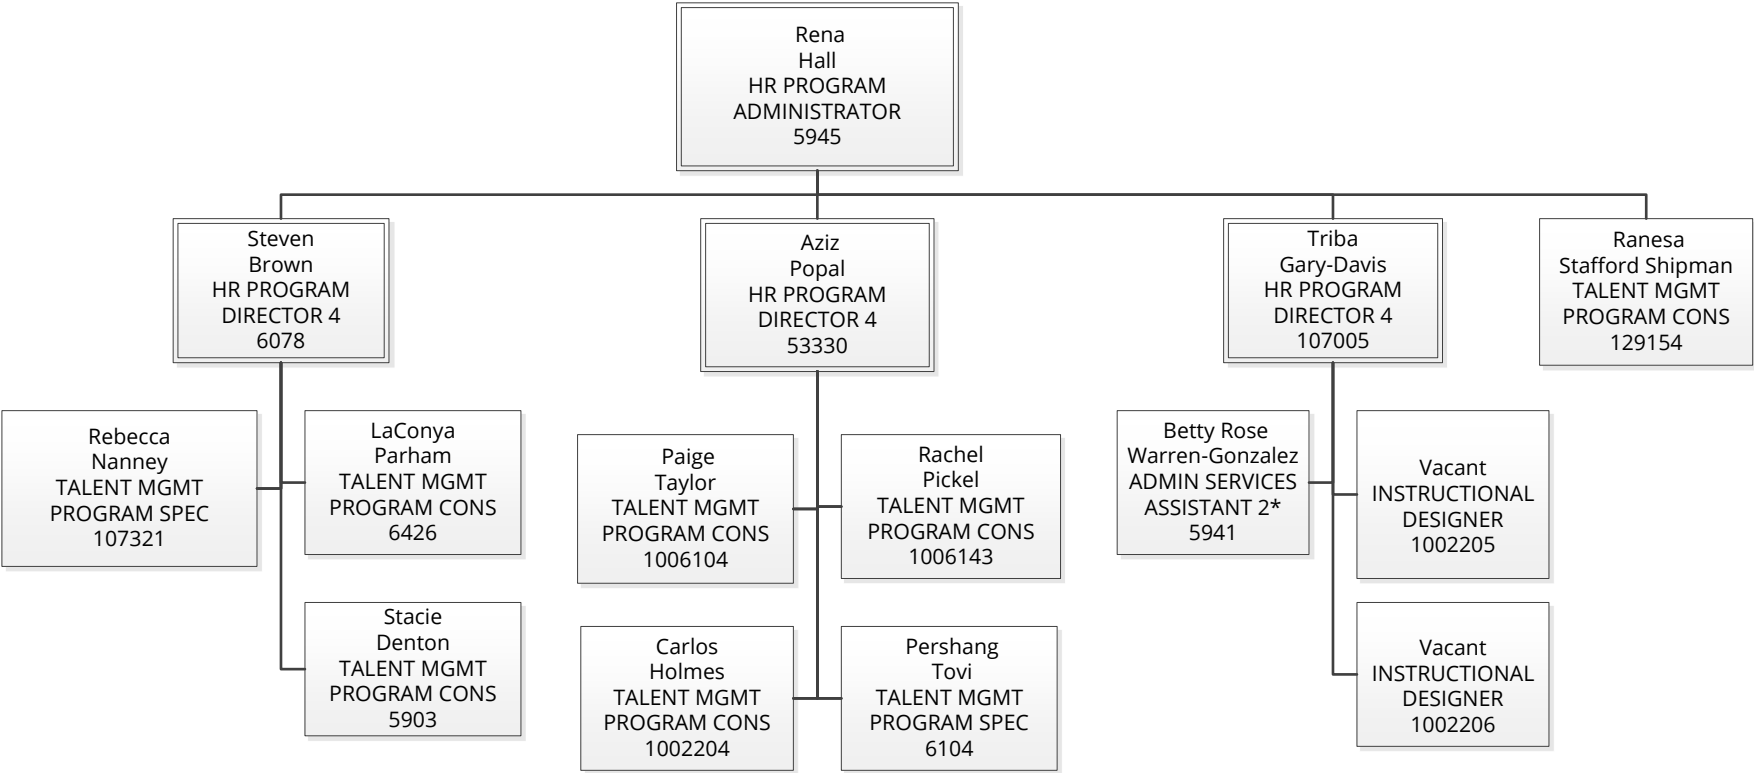 Rena
Hall
HR PROGRAM
ADMINISTRATOR
5945
Steven
Brown
HR PROGRAM
DIRECTOR 4
6078
Aziz
Popal
HR PROGRAM
DIRECTOR 4
53330
Triba
Gary-Davis
HR PROGRAM
DIRECTOR 4
107005
Ranesa
Stafford Shipman
TALENT MGMT
PROGRAM CONS
129154
Rebecca
Nanney
TALENT MGMT
PROGRAM SPEC
107321
LaConya
Parham
TALENT MGMT
PROGRAM CONS
6426
Stacie
Denton
TALENT MGMT
PROGRAM CONS
5903
Paige
Taylor
TALENT MGMT
PROGRAM CONS
1006104
Rachel
Pickel
TALENT MGMT
PROGRAM CONS
1006143
Carlos
Holmes
TALENT MGMT
PROGRAM CONS
1002204
Pershang
Tovi
TALENT MGMT
PROGRAM SPEC
6104
Betty Rose
Warren-Gonzalez
ADMIN SERVICES
ASSISTANT 2*
5941
Vacant
INSTRUCTIONAL
DESIGNER
1002205
Vacant
INSTRUCTIONAL
DESIGNER
1002206